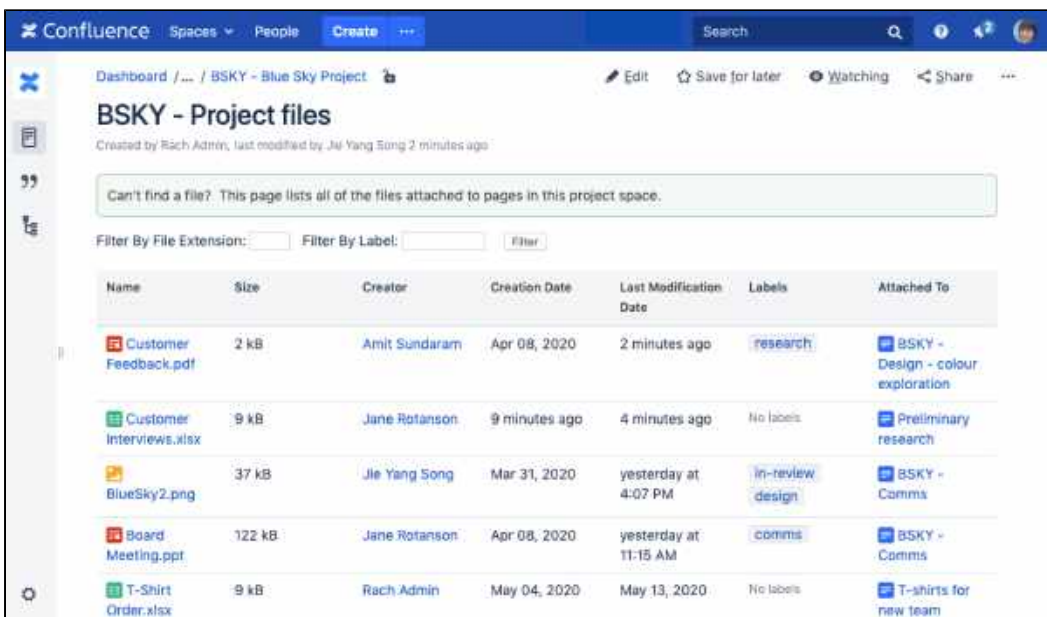 Confluence Spaces People Create ··· Search 2
Dashboard /... / BSKY - Blue Sky Project Edit Save for later Watching Share ···
BSKY - Project files
Created by Rach Admin, last modified by Jie Yang Song 2 minutes ago
Can't find a file? This page lists all of the files attached to pages in this project space.
Filter By File Extension: Filter By Label: Filter
Name Size Creator Creation Date Last Modification Labels Attached To
Date
Customer 2 kB Amit Sundaram Apr 08, 2020 2 minutes ago research BSKY -
Feedback.pdf Design - colour
exploration
Customer 9 kB Jane Rotanson 9 minutes ago 4 minutes ago No labels Preliminary
Interviews.xlsx research
37 kB Jie Yang Song Mar 31, 2020 yesterday at in-review BSKY -
BlueSky2.png 4:07 PM design Comms
Board 122 kB Jane Rotanson Apr 08, 2020 yesterday at comms BSKY -
Meeting.ppt 11:15 AM Comms
T-Shirt 9 kB Rach Admin May 04, 2020 May 13, 2020 No labels T-shirts for
Order.xlsx new team